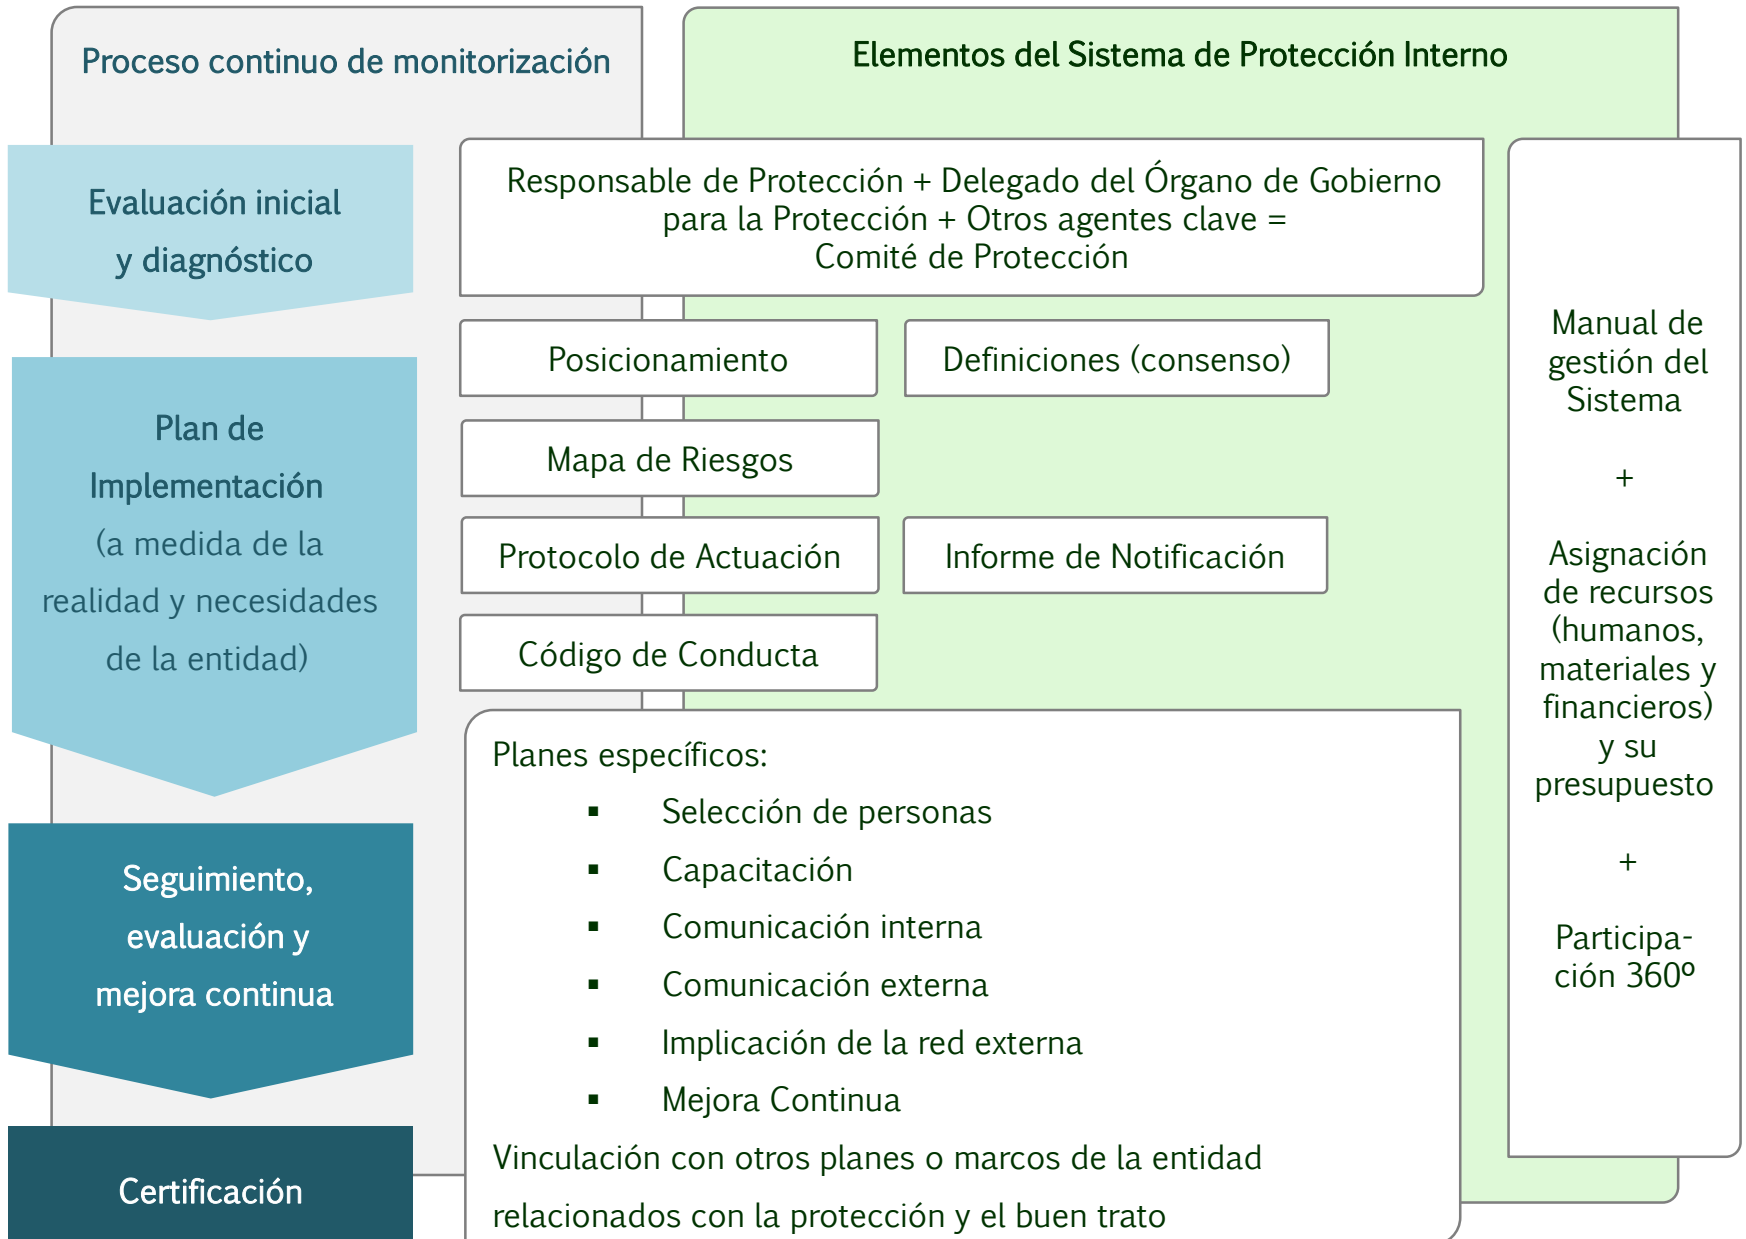 Proceso continuo de monitorización
Evaluación inicial
y diagnóstico
Plan de
Implementación
(a medida de la
realidad y necesidades
de la entidad)
Seguimiento,
evaluación y
mejora continua
Certificación
Elementos del Sistema de Protección Interno
Responsable de Protección + Delegado del Órgano de Gobierno
para la Protección + Otros agentes clave =
Comité de Protección
Posicionamiento
Definiciones (consenso)
Mapa de Riesgos
Protocolo de Actuación
Informe de Notificación
Código de Conducta
Planes específicos:
▪ Selección de personas
▪ Capacitación
▪ Comunicación interna
▪ Comunicación externa
▪ Implicación de la red externa
▪ Mejora Continua
Vinculación con otros planes o marcos de la entidad
relacionados con la protección y el buen trato
Manual de
gestión del
Sistema
+
Asignación
de recursos
(humanos,
materiales y
financieros)
y su
presupuesto
+
Participa-
ción 360º